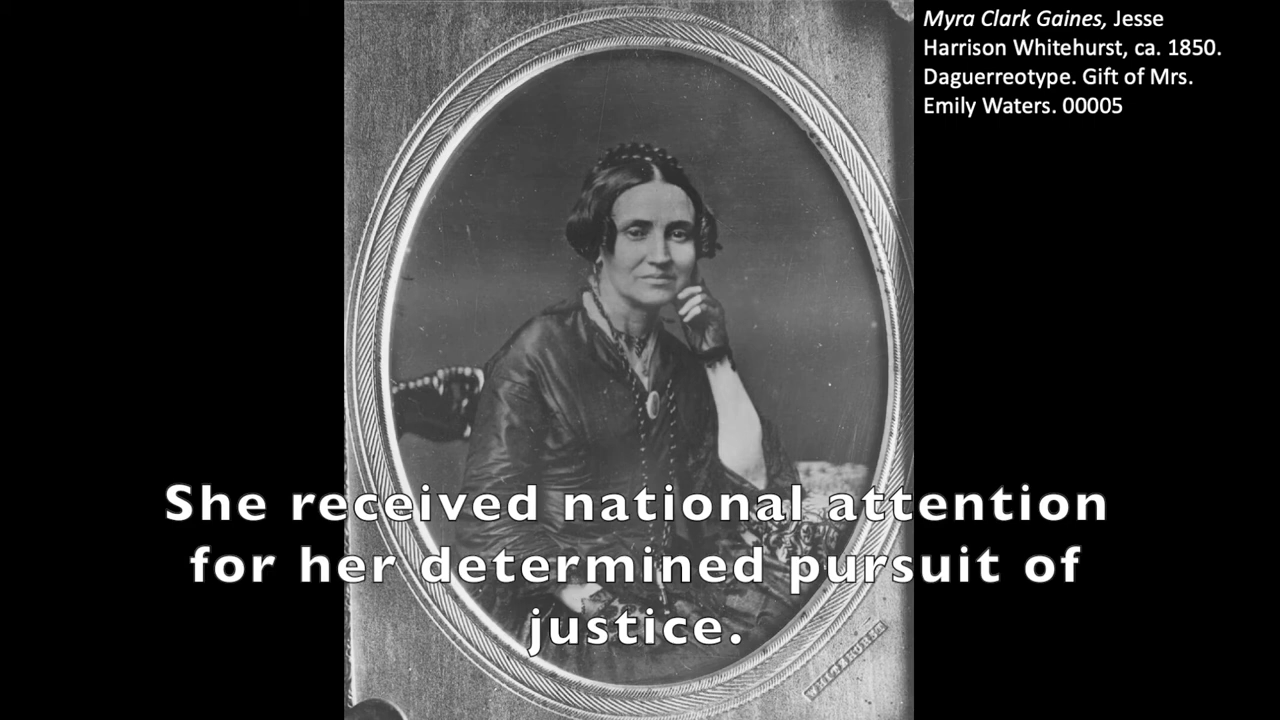 Myra Clark Gaines, Jesse
Harrison Whitehurst, ca. 1850.
Daguerreotype. Gift of Mrs.
Emily Waters. 00005
She received national attention
for her determined pursuit of
justice.
WHITEHURST